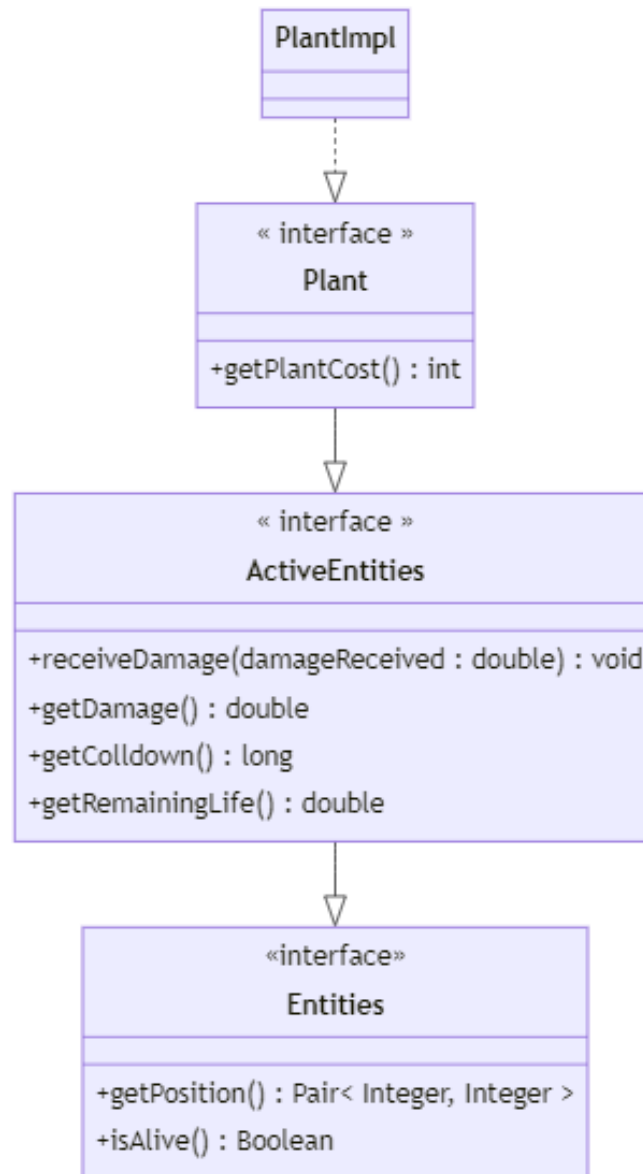 PlantImpl
« interface »
Plant
+getPlantCost() : int
« interface »
ActiveEntities
+receiveDamage(damageReceived : double) : void
+getDamage() : double
+getColldown() : long
+getRemainingLife() : double
«interface»
Entities
+getPosition() : Pair< Integer, Integer >
+isAlive() : Boolean